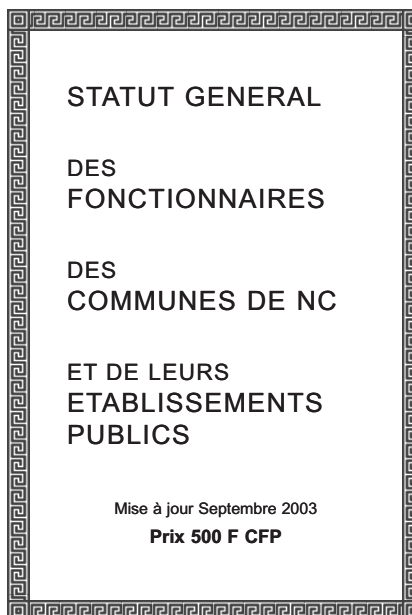 STATUT GENERAL
DES
FONCTIONNAIRES
DES
COMMUNES DE NC
ET DE LEURS
ETABLISSEMENTS
PUBLICS
Mise à jour Septembre 2003
Prix 500 F CFP